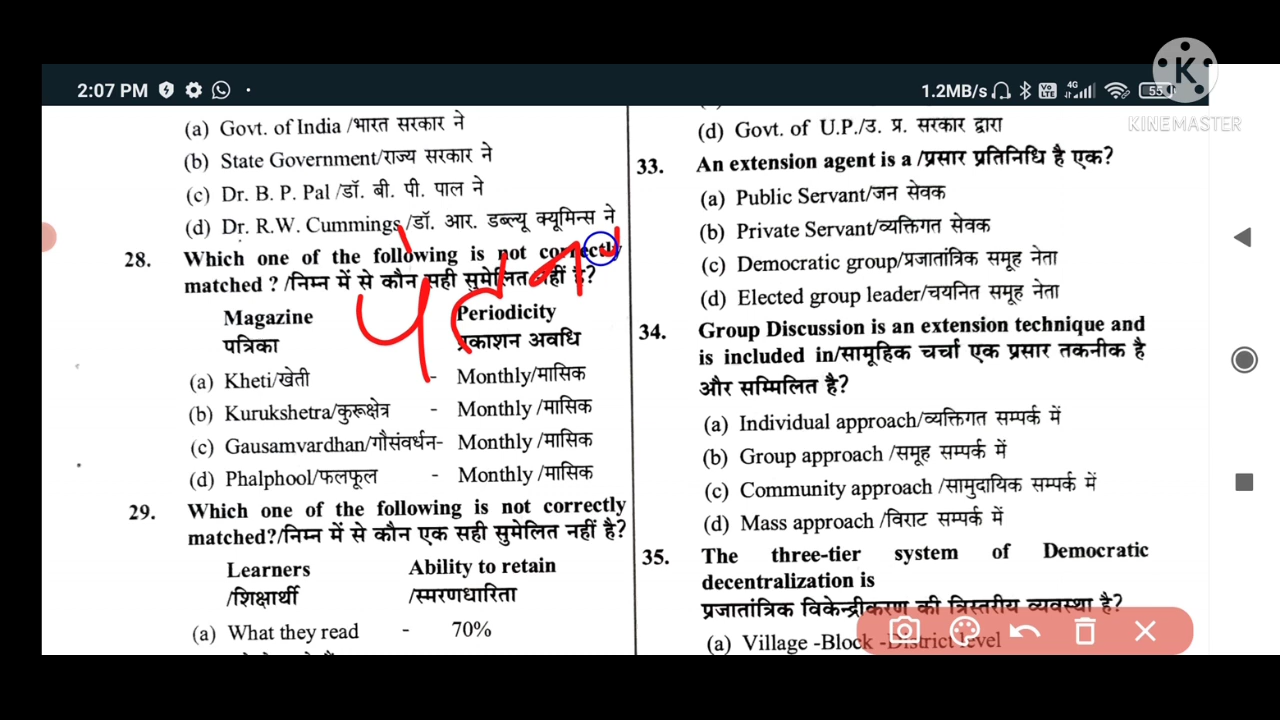 2:07 PM
1.2MB/s
Vo LTE
4G
55
KINEMASTER
(a) Govt. of India /भारत सरकार ने
(b) State Government/राज्य सरकार ने
(c) Dr. B. P. Pal /डॉ. बी. पी. पाल ने
(d) Dr. R.W. Cummings /डॉ. आर. डब्ल्यू क्यूमिन्स ने
28. Which one of the following is not correctly
matched ? /निम्न में से कौन सही सुमेलित नहीं है?
Magazine Periodicity
पत्रिका प्रकाशन अवधि
(a) Kheti/खेती - Monthly/मासिक
(b) Kurukshetra/कुरूक्षेत्र - Monthly /मासिक
(c) Gausamvardhan/गौसंवर्धन- Monthly /मासिक
(d) Phalphool/फलफूल - Monthly /मासिक
29. Which one of the following is not correctly
matched?/निम्न में से कौन एक सही सुमेलित नहीं है?
Learners Ability to retain
/शिक्षार्थी /स्मरणधारिता
(a) What they read - 70%
(d) Govt. of U.P./उ. प्र. सरकार द्वारा
33. An extension agent is a /प्रसार प्रतिनिधि है एक?
(a) Public Servant/जन सेवक
(b) Private Servant/व्यक्तिगत सेवक
(c) Democratic group/प्रजातांत्रिक समूह नेता
(d) Elected group leader/चयनित समूह नेता
34. Group Discussion is an extension technique and
is included in/सामूहिक चर्चा एक प्रसार तकनीक है
और सम्मिलित है?
(a) Individual approach/व्यक्तिगत सम्पर्क में
(b) Group approach /समूह सम्पर्क में
(c) Community approach /सामुदायिक सम्पर्क में
(d) Mass approach /विराट सम्पर्क में
35. The three-tier system of Democratic
decentralization is
प्रजातांत्रिक विकेन्द्रीकरण की त्रिस्तरीय व्यवस्था है?
(a) Village -Block -District level